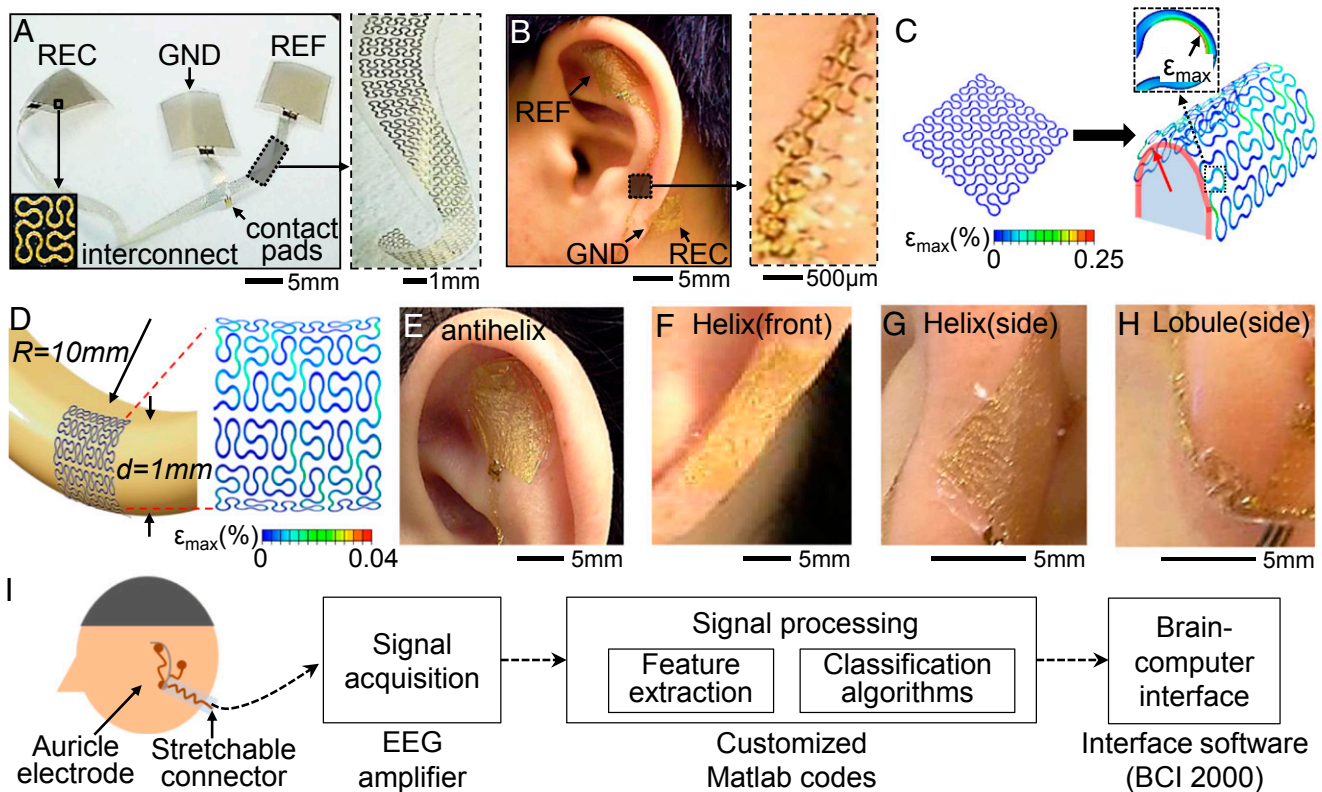 A
REC
GND
REF
interconnect
contact
pads
5mm
1mm
B
REF
GND
REC
5mm
500µm
C
εmax
εmax(%)
0
0.25
D
R=10mm
d=1mm
εmax(%)
0
0.04
E
antihelix
5mm
F
Helix(front)
5mm
G
Helix(side)
5mm
H
Lobule(side)
5mm
I
Auricle
electrode
Stretchable
connector
Signal
acquisition
EEG
amplifier
Signal processing
Feature
extraction
Classification
algorithms
Customized
Matlab codes
Brain-
computer
interface
Interface software
(BCI 2000)